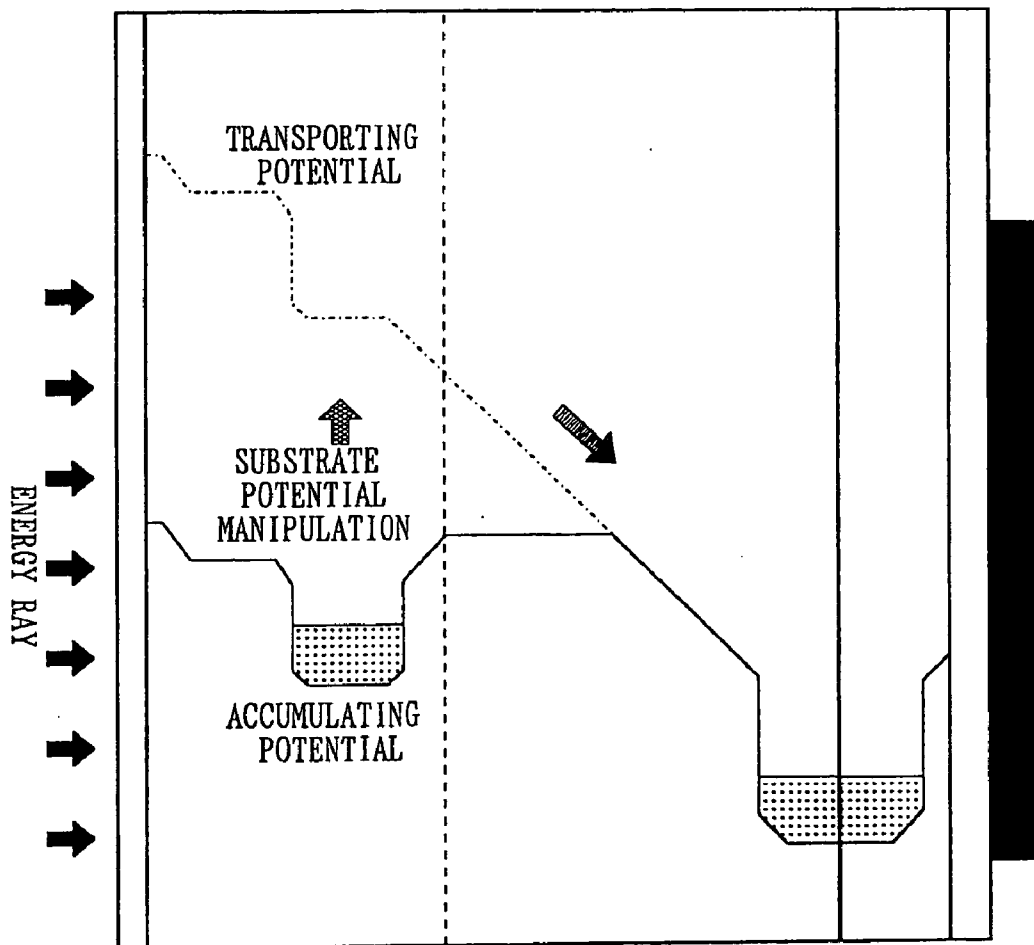 TRANSPORTING
POTENTIAL
SUBSTRATE
POTENTIAL
MANIPULATION
ENERGY RAY
ACCUMULATING
POTENTIAL